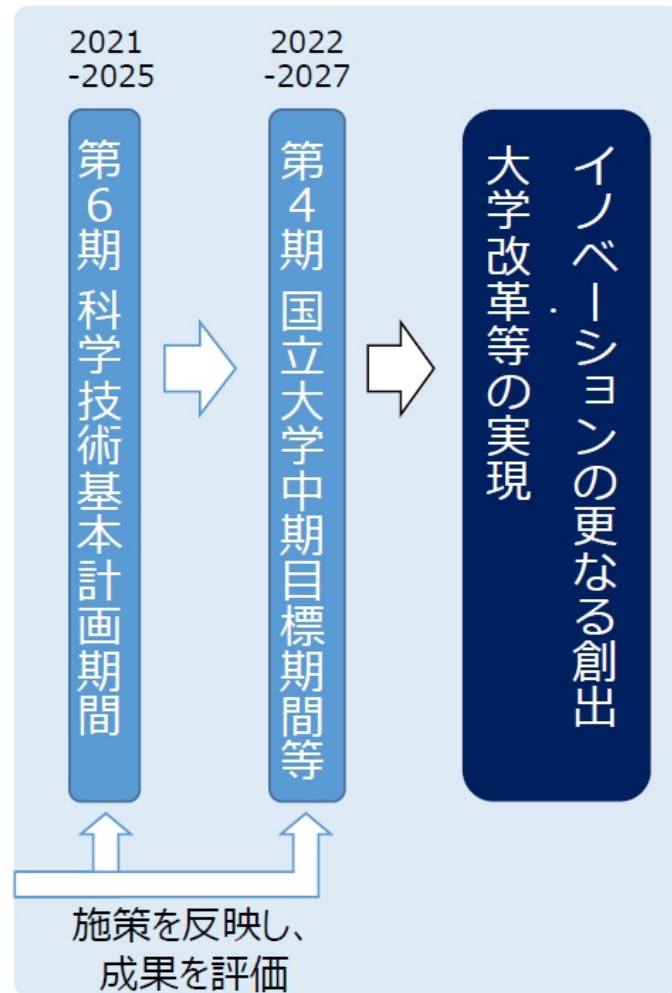 2021
-2025
2022
-2027
第6期 科学技術基本計画期間
第4期 国立大学中期目標期間等
イノベーションの更なる創出
大学改革等の実現
施策を反映し、
成果を評価